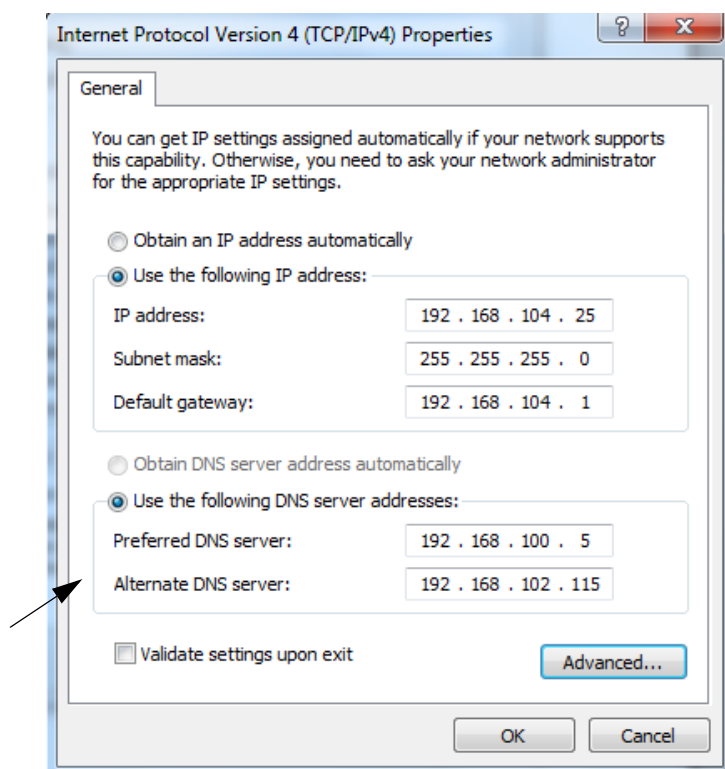 Internet Protocol Version 4 (TCP/IPv4) Properties
?
X
General
You can get IP settings assigned automatically if your network supports
this capability. Otherwise, you need to ask your network administrator
for the appropriate IP settings.
Obtain an IP address automatically
Use the following IP address:
IP address: 192 . 168 . 104 . 25
Subnet mask: 255 . 255 . 255 . 0
Default gateway: 192 . 168 . 104 . 1
Obtain DNS server address automatically
Use the following DNS server addresses:
Preferred DNS server: 192 . 168 . 100 . 5
Alternate DNS server: 192 . 168 . 102 . 115
Validate settings upon exit
Advanced...
OK Cancel